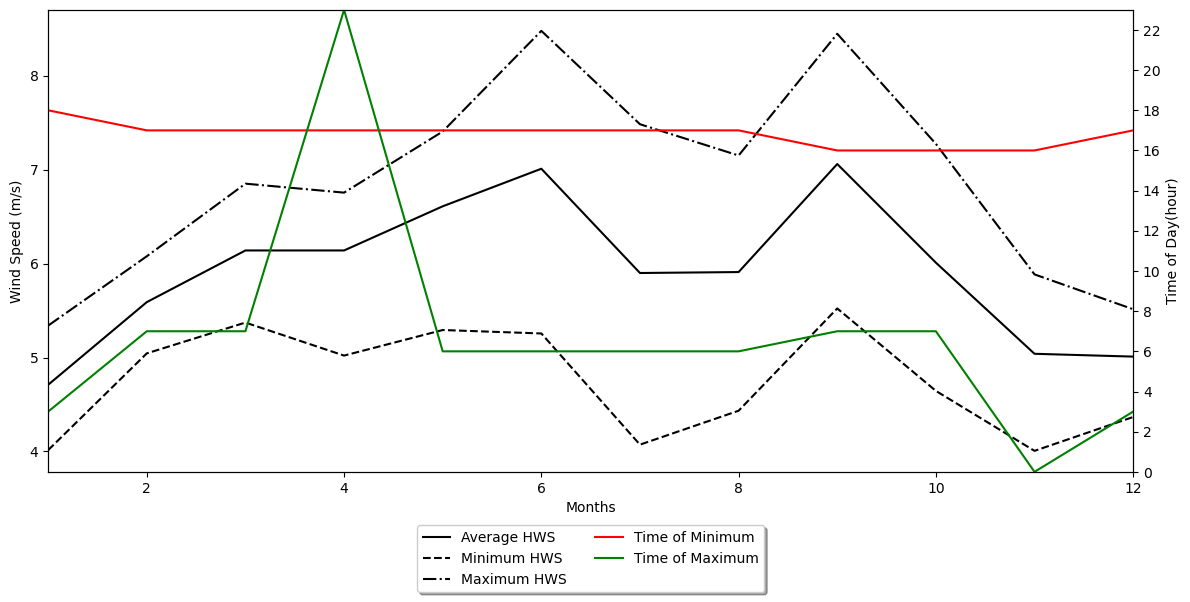 8
7
6
5
4
Wind Speed (m/s)
22
20
18
16
14
12
10
8
6
4
2
0
Time of Day(hour)
2 4 6 8 10 12
Months
Average HWS
Minimum HWS
Maximum HWS
Time of Minimum
Time of Maximum